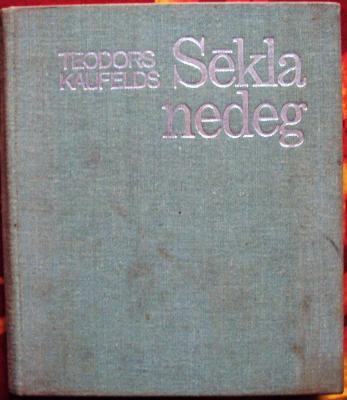 TEODORS
KAUFELDS
Sēkla
nedeg